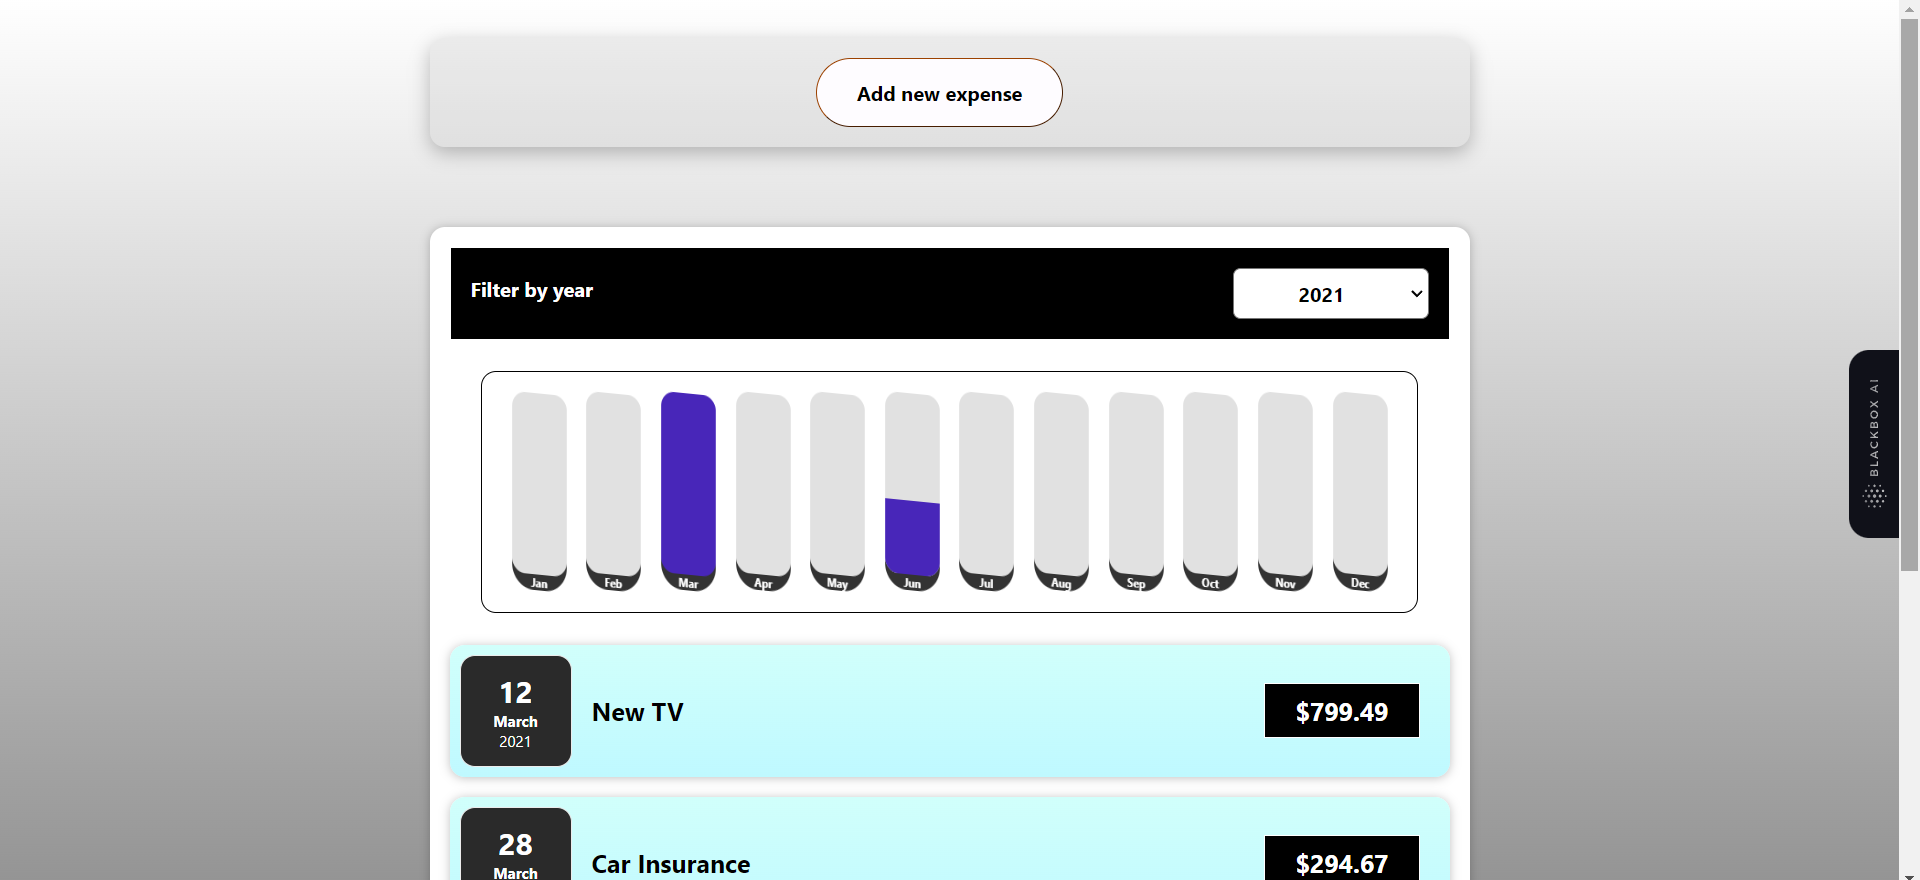 Add new expense
Filter by year
2021
Jan Feb Mar Apr May Jun Jul Aug Sep Oct Nov Dec
BLACKBOX AI
12
March
2021
New TV
$799.49
28
March
Car Insurance
$294.67